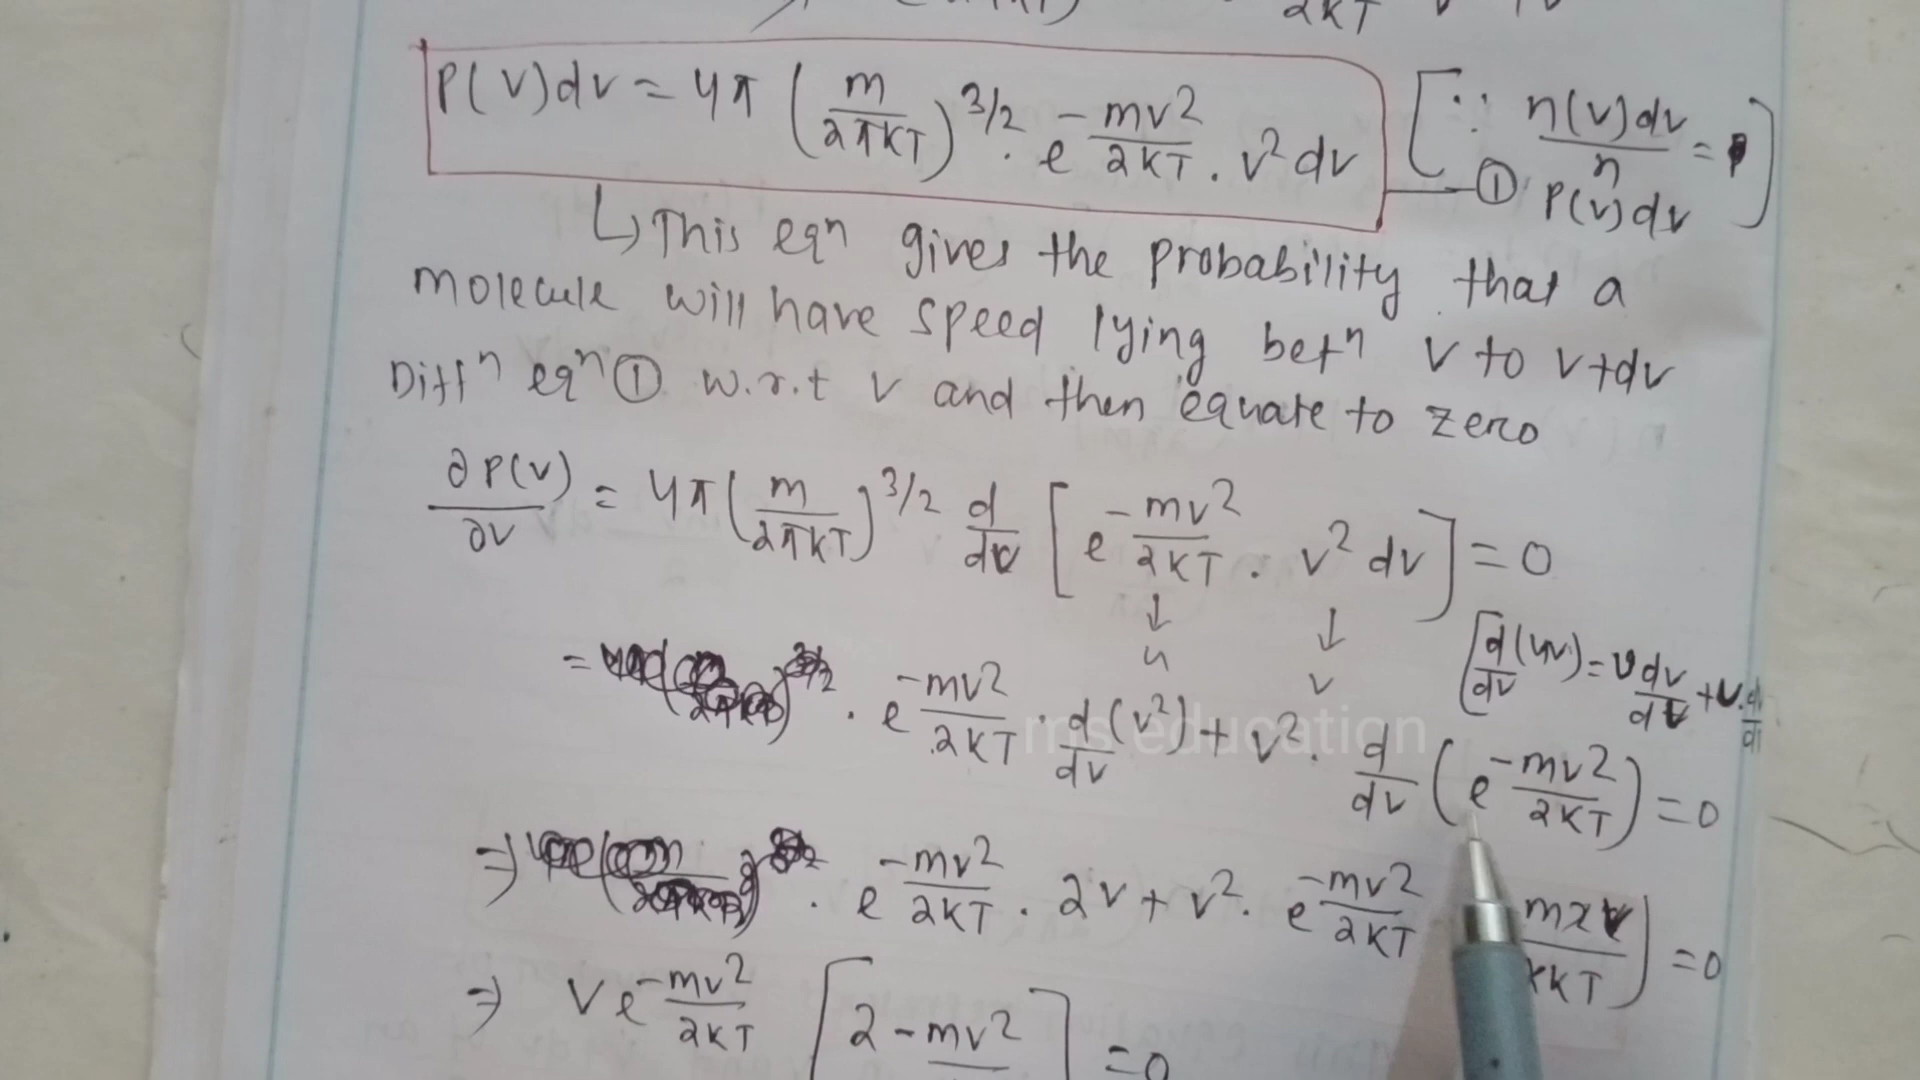 2KT
P(v)dv = 4π (m/2πKT)^3/2 . e^-mv2/2KT . v2 dv [∵ n(v)dv/n = P(v)dv] ①
↳ This eqn gives the probability that a
molecule will have speed lying betn v to v+dv
Diffn eqn ① w.r.t v and then equate to zero
∂P(v)/∂v = 4π (m/2πKT)^3/2 d/dv [e^-mv2/2KT . v2 dv] = 0
↓ ↓
u v
[d/dv (uv) = dv/dv + v.
= . e^-mv2/2KT . d/dv (v2) + v2 . d/dv (e^-mv2/2KT) = 0
ms education
⇒ . e^-mv2/2KT . 2v + v2 . e^-mv2/2KT m2v/2KT) = 0
⇒ v e^-mv2/2KT [2 - mv2 ] = 0